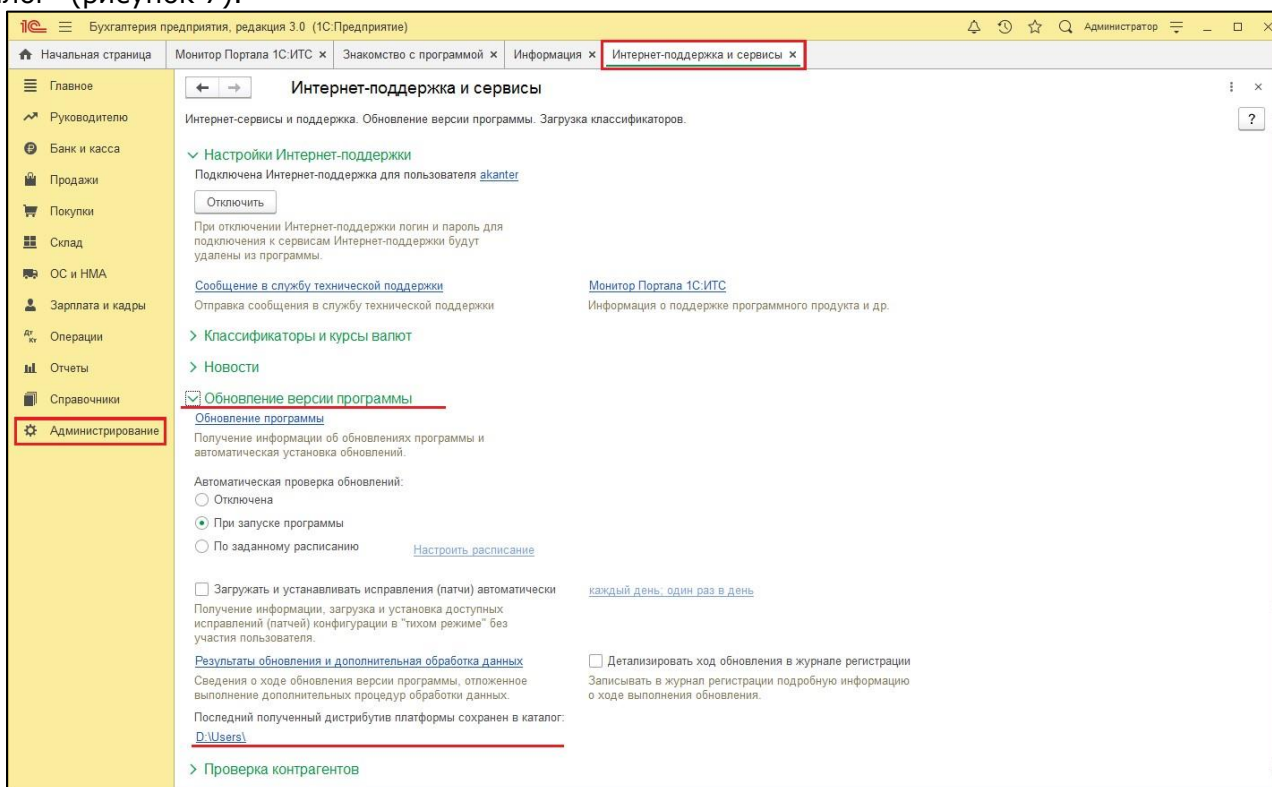 (рисунок 7).
1С Бухгалтерия предприятия, редакция 3.0 (1С:Предприятие) Администратор
Начальная страница Монитор Портала 1С:ИТС × Знакомство с программой × Информация × Интернет-поддержка и сервисы ×
Главное
Руководителю
Банк и касса
Продажи
Покупки
Склад
ОС и НМА
Зарплата и кадры
Дт Кт Операции
Отчеты
Справочники
Администрирование
Интернет-поддержка и сервисы
Интернет-сервисы и поддержка. Обновление версии программы. Загрузка классификаторов. ?
Настройки Интернет-поддержки
Подключена Интернет-поддержка для пользователя akanter
Отключить
При отключении Интернет-поддержки логин и пароль для
подключения к сервисам Интернет-поддержки будут
удалены из программы.
Сообщение в службу технической поддержки Монитор Портала 1С:ИТС
Отправка сообщения в службу технической поддержки Информация о поддержке программного продукта и др.
Классификаторы и курсы валют
Новости
Обновление версии программы
Обновление программы
Получение информации об обновлениях программы и
автоматическая установка обновлений.
Автоматическая проверка обновлений:
Отключена
При запуске программы
По заданному расписанию Настроить расписание
Загружать и устанавливать исправления (патчи) автоматически каждый день; один раз в день
Получение информации, загрузка и установка доступных
исправлений (патчей) конфигурации в "тихом режиме" без
участия пользователя.
Результаты обновления и дополнительная обработка данных Детализировать ход обновления в журнале регистрации
Сведения о ходе обновления версии программы, отложенное Записывать в журнал регистрации подробную информацию
выполнение дополнительных процедур обработки данных. о ходе выполнения обновления.
Последний полученный дистрибутив платформы сохранен в каталог:
D:\Users\
Проверка контрагентов